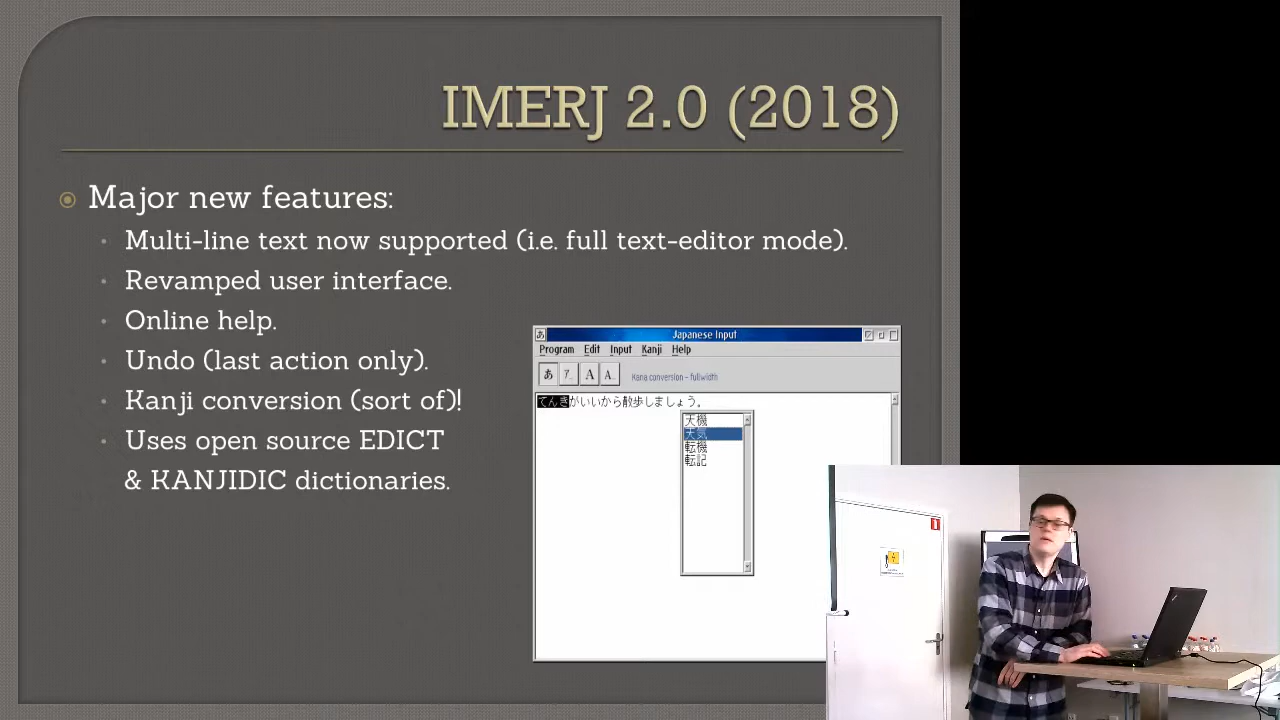 IMERJ 2.0 (2018)
Major new features:
Multi-line text now supported (i.e. full text-editor mode).
Revamped user interface.
Online help.
Undo (last action only).
Kanji conversion (sort of)!
Uses open source EDICT
& KANJIDIC dictionaries.
あ Japanese Input
Program Edit Input Kanji Help
あ ア.. A A.. Kana conversion - fullwidth
てんきがいいから散歩しましょう。
天機
天気
転機
転記